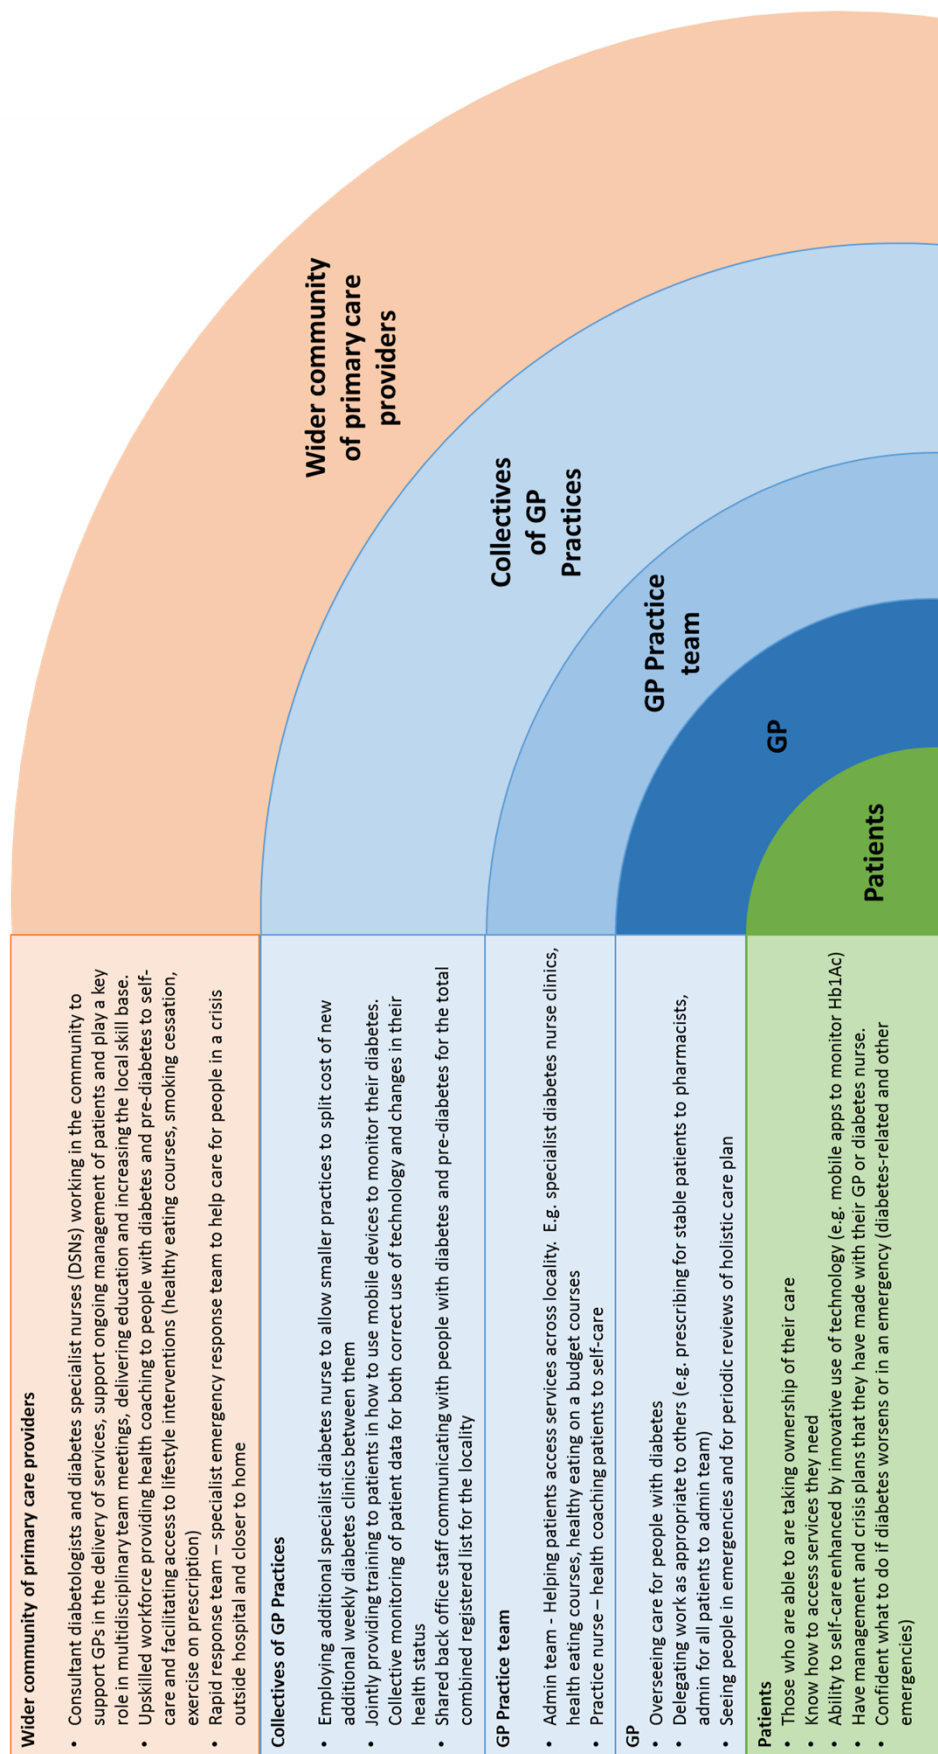 Wider community of primary care providers
• Consultant diabetologists and diabetes specialist nurses (DSNs) working in the community to
support GPs in the delivery of services, support ongoing management of patients and play a key
role in multidisciplinary team meetings, delivering education and increasing the local skill base.
• Upskilled workforce providing health coaching to people with diabetes and pre-diabetes to self-
care and facilitating access to lifestyle interventions (healthy eating courses, smoking cessation,
exercise on prescription)
• Rapid response team – specialist emergency response team to help care for people in a crisis
outside hospital and closer to home
Collectives of GP Practices
• Employing additional specialist diabetes nurse to allow smaller practices to split cost of new
additional weekly diabetes clinics between them
• Jointly providing training to patients in how to use mobile devices to monitor their diabetes.
Collective monitoring of patient data for both correct use of technology and changes in their
health status
• Shared back office staff communicating with people with diabetes and pre-diabetes for the total
combined registered list for the locality
GP Practice team
• Admin team - Helping patients access services across locality. E.g. specialist diabetes nurse clinics,
health eating courses, healthy eating on a budget courses
• Practice nurse – health coaching patients to self-care
GP
• Overseeing care for people with diabetes
• Delegating work as appropriate to others (e.g. prescribing for stable patients to pharmacists,
admin for all patients to admin team)
• Seeing people in emergencies and for periodic reviews of holistic care plan
Patients
• Those who are able to are taking ownership of their care
• Know how to access services they need
• Ability to self-care enhanced by innovative use of technology (e.g. mobile apps to monitor Hb1Ac)
• Have management and crisis plans that they have made with their GP or diabetes nurse.
• Confident what to do if diabetes worsens or in an emergency (diabetes-related and other
emergencies)
Wider community
of primary care
providers
Collectives
of GP
Practices
GP Practice
team
GP
Patients